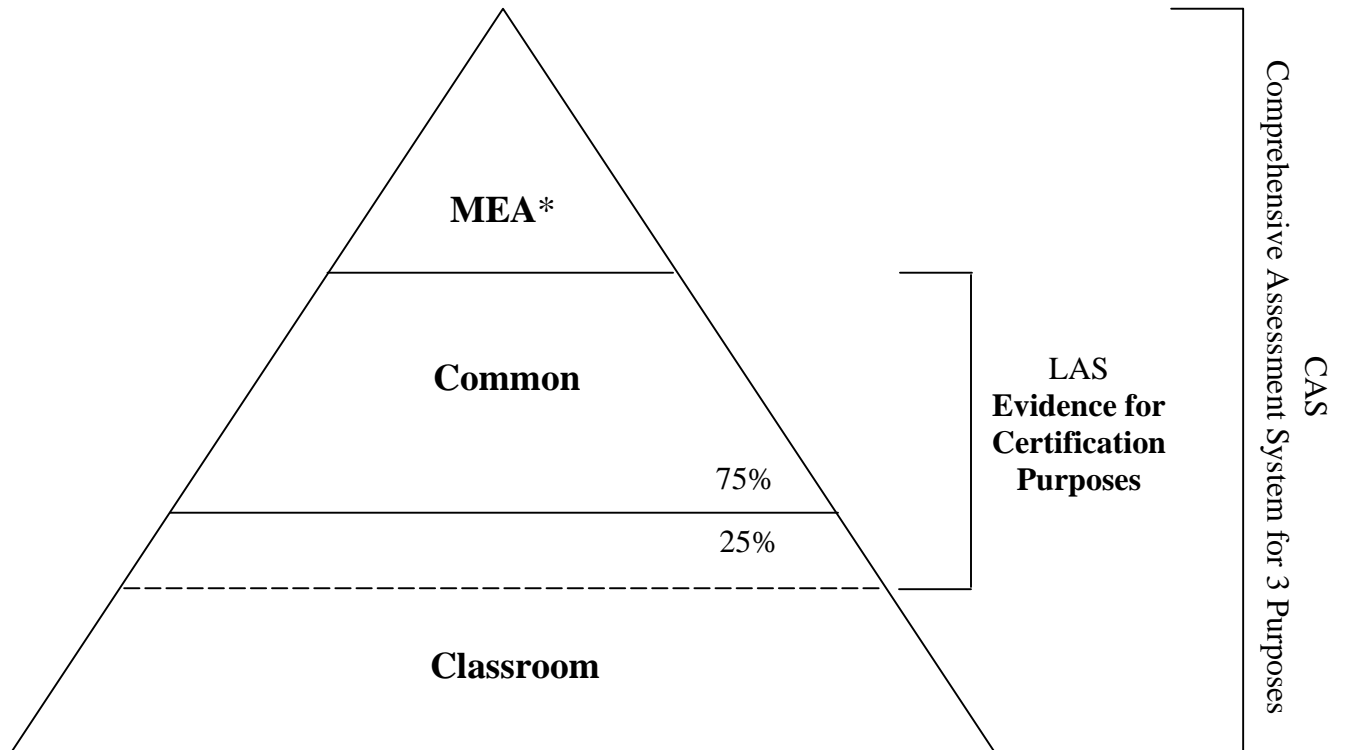 MEA*
Common
75%
25%
Classroom
LAS
Evidence for
Certification
Purposes
CAS
Comprehensive Assessment System for 3 Purposes